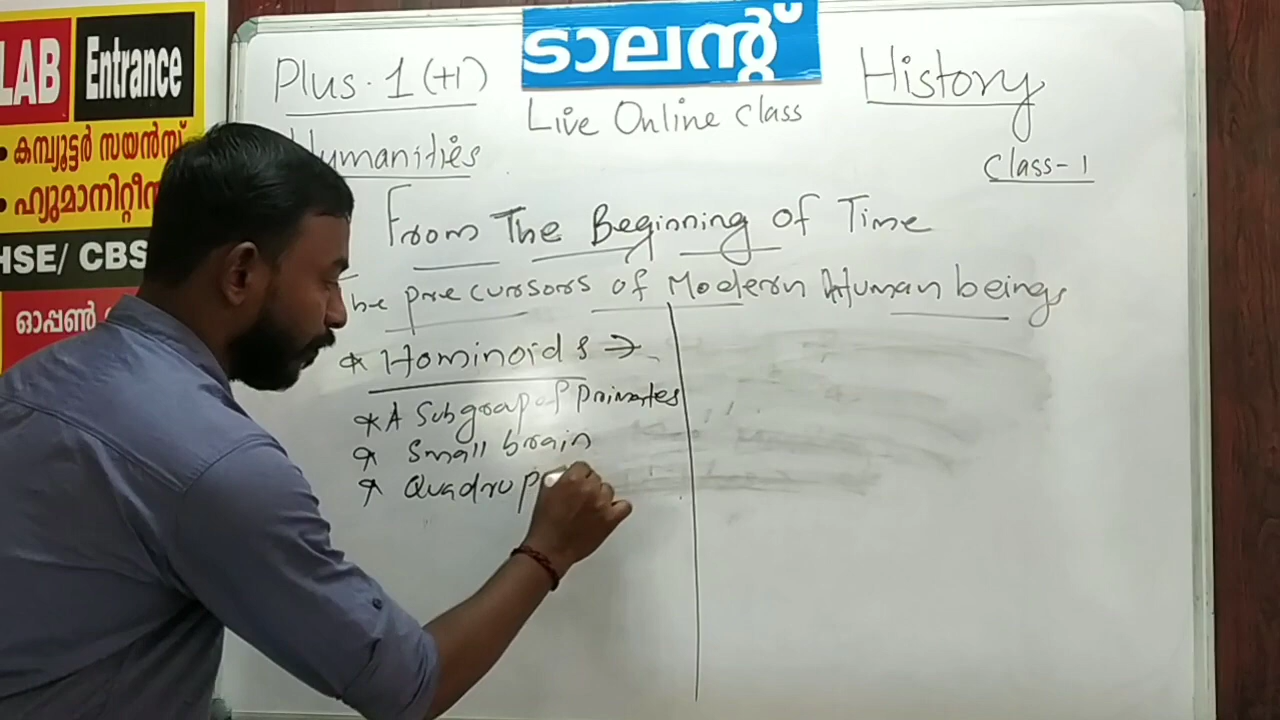 LAB Entrance
• കമ്പ്യൂട്ടർ സയൻസ്
• ഹ്യുമാനിറ്റീസ
HSE/ CBS
ഓപ്പൺ
ടാലന്റ്
Plus. 1 (+1)
Live Online Class
History
Humanities
Class-1
From The Beginning of Time
The precursors of Modern Human beings
* Hominoids →
* A Subgroup of primates
* Small brain
* Quadrup